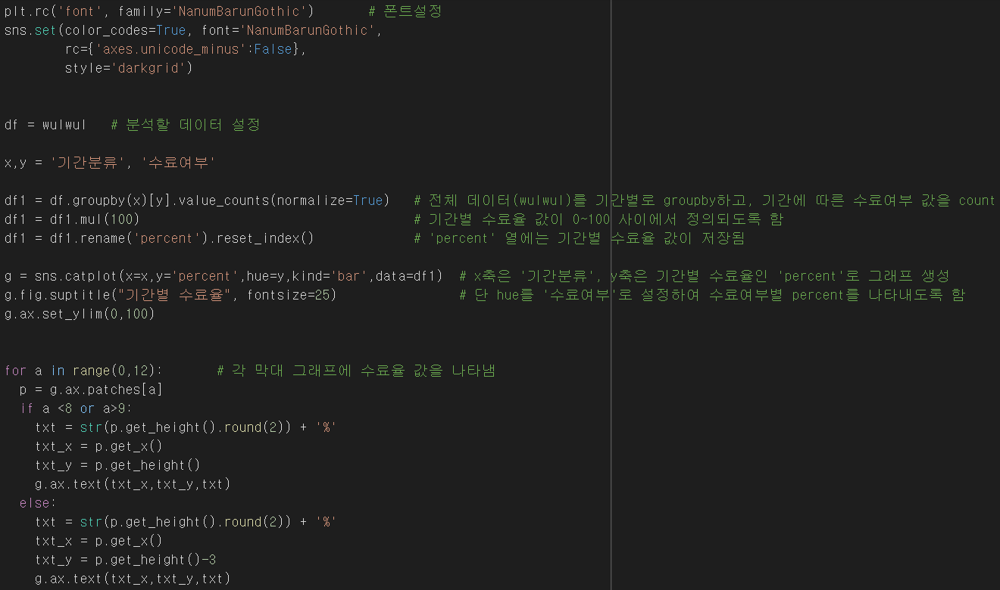 plt.rc('font', family='NanumBarunGothic')       # 폰트설정
sns.set(color_codes=True, font='NanumBarunGothic',
        rc={'axes.unicode_minus':False},
        style='darkgrid')
df = wulwul   # 분석할 데이터 설정
x,y = '기간분류', '수료여부'
df1 = df.groupby(x)[y].value_counts(normalize=True)   # 전체 데이터(wulwul)를 기간별로 groupby하고, 기간에 따른 수료여부 값을 count
df1 = df1.mul(100)                                    # 기간별 수료율 값이 0~100 사이에서 정의되도록 함
df1 = df1.rename('percent').reset_index()             # 'percent' 열에는 기간별 수료율 값이 저장됨
g = sns.catplot(x=x,y='percent',hue=y,kind='bar',data=df1)  # x축은 '기간분류', y축은 기간별 수료율인 'percent'로 그래프 생성
g.fig.suptitle("기간별 수료율", fontsize=25)                # 단 hue를 '수료여부'로 설정하여 수료여부별 percent를 나타내도록 함
g.ax.set_ylim(0,100)
for a in range(0,12):       # 각 막대 그래프에 수료율 값을 나타냄
  p = g.ax.patches[a]
  if a <8 or a>9:
    txt = str(p.get_height().round(2)) + '%'
    txt_x = p.get_x()
    txt_y = p.get_height()
    g.ax.text(txt_x,txt_y,txt)
  else:
    txt = str(p.get_height().round(2)) + '%'
    txt_x = p.get_x()
    txt_y = p.get_height()-3
    g.ax.text(txt_x,txt_y,txt)